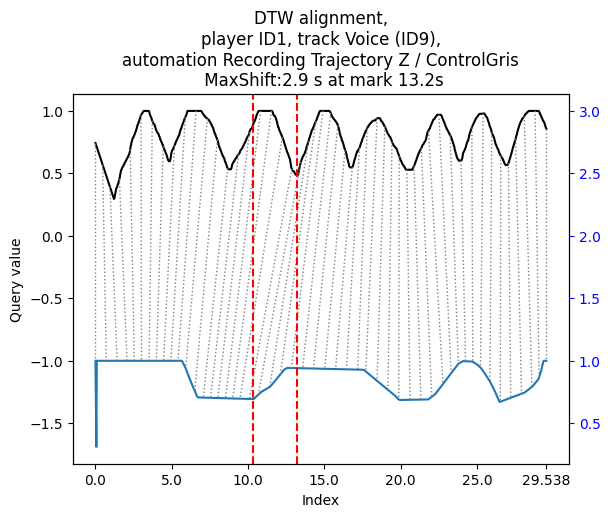 DTW alignment,
player ID1, track Voice (ID9),
automation Recording Trajectory Z / ControlGris
MaxShift:2.9 s at mark 13.2s
1.0
0.5
0.0
−0.5
−1.0
−1.5
Query value
3.0
2.5
2.0
1.5
1.0
0.5
0.0 5.0 10.0 15.0 20.0 25.0 29.538
Index